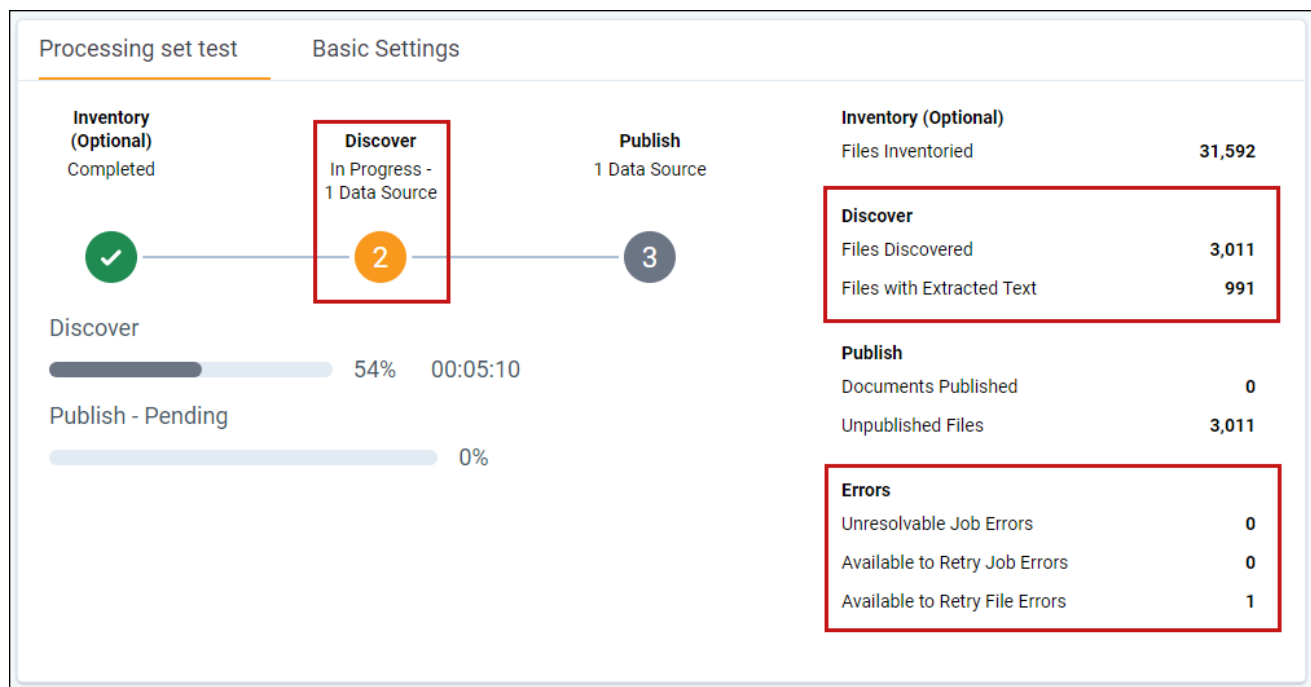 Processing set test
Basic Settings
Inventory
(Optional)
Completed
Discover
In Progress -
1 Data Source
Publish
1 Data Source
2
3
Discover
54% 00:05:10
Publish - Pending
0%
Inventory (Optional)
Files Inventoried 31,592
Discover
Files Discovered 3,011
Files with Extracted Text 991
Publish
Documents Published 0
Unpublished Files 3,011
Errors
Unresolvable Job Errors 0
Available to Retry Job Errors 0
Available to Retry File Errors 1